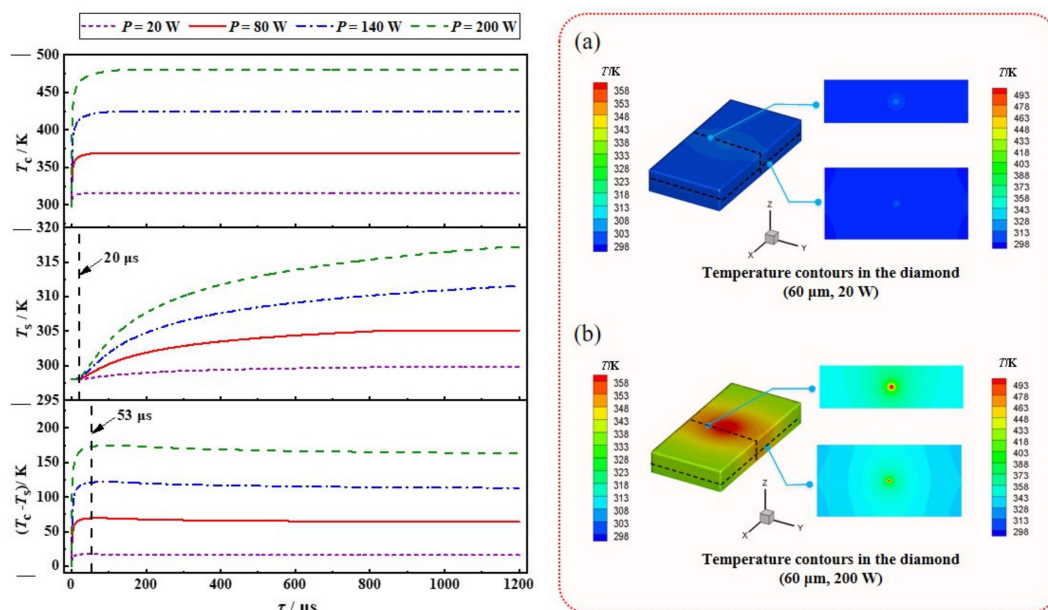 P = 20 W P = 80 W P = 140 W P = 200 W
500
450
400
350
300
T_c / K
320
315
310
305
300
295
T_s / K
20 μs
200
150
100
50
0
(T_c -T_s)/ K
53 μs
0 200 400 600 800 1000 1200
τ / μs
(a)
T/K
358
353
348
343
338
333
328
323
318
313
308
303
298
Z
X
Y
T/K
493
478
463
448
433
418
403
388
373
358
343
328
313
298
Temperature contours in the diamond
(60 μm, 20 W)
(b)
T/K
358
353
348
343
338
333
328
323
318
313
308
303
298
Z
X
Y
T/K
493
478
463
448
433
418
403
388
373
358
343
328
313
298
Temperature contours in the diamond
(60 μm, 200 W)